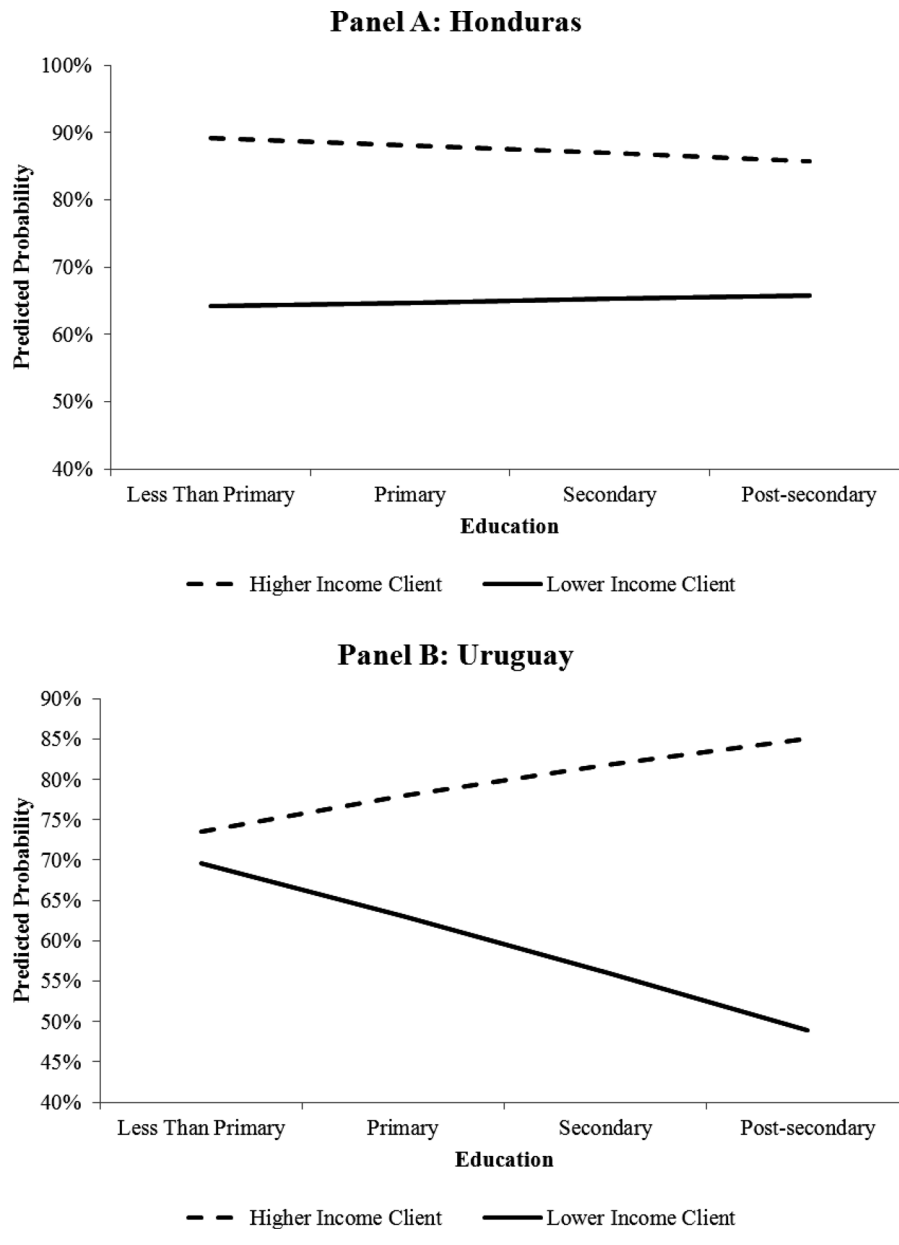 Panel A: Honduras
100%
90%
80%
70%
60%
50%
40%
Predicted Probability
Less Than Primary Primary Secondary Post-secondary
Education
Higher Income Client Lower Income Client
Panel B: Uruguay
90%
85%
80%
75%
70%
65%
60%
55%
50%
45%
40%
Predicted Probability
Less Than Primary Primary Secondary Post-secondary
Education
Higher Income Client Lower Income Client